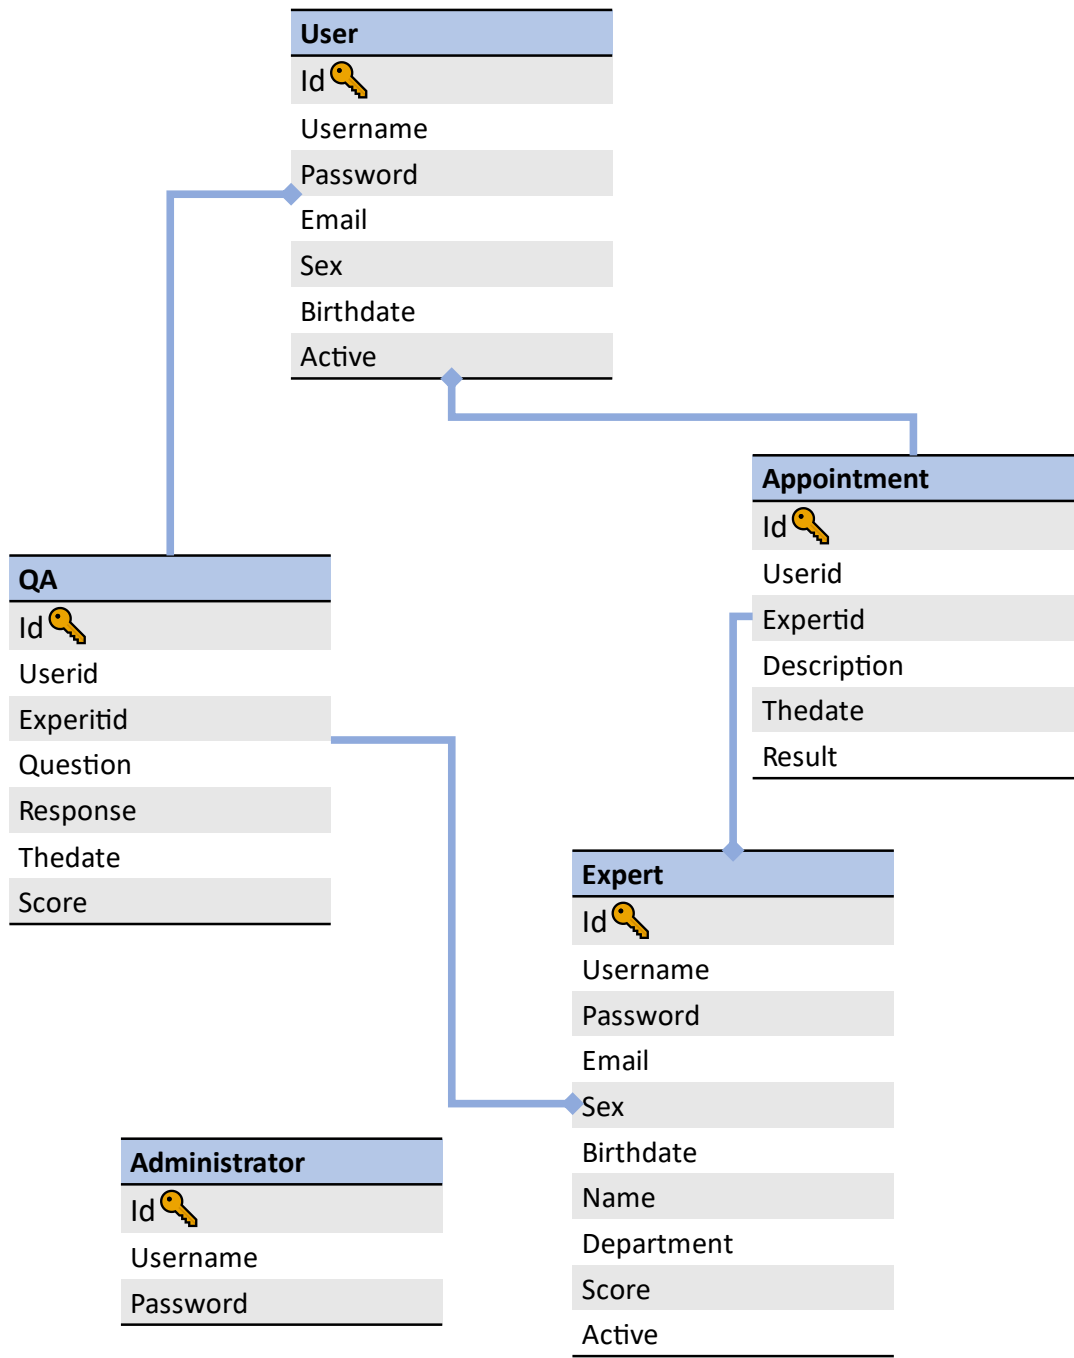 User
Id
Username
Password
Email
Sex
Birthdate
Active
Appointment
Id
Userid
Expertid
Description
Thedate
Result
QA
Id
Userid
Experitid
Question
Response
Thedate
Score
Expert
Id
Username
Password
Email
Sex
Birthdate
Name
Department
Score
Active
Administrator
Id
Username
Password